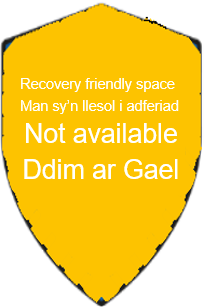 Recovery friendly space
Man sy'n llesol i adferiad
Not available
Ddim ar Gael